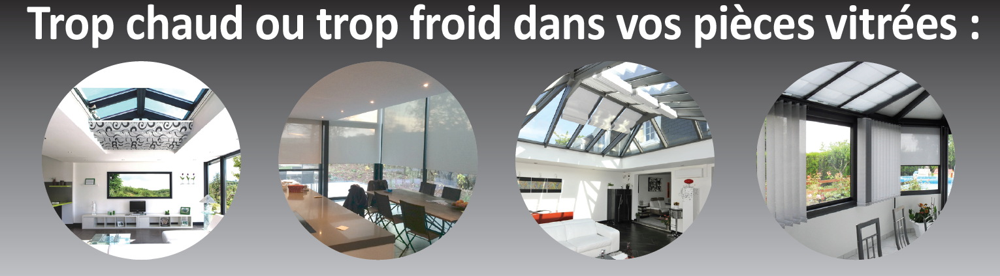 Trop chaud ou trop froid dans vos pièces vitrées :